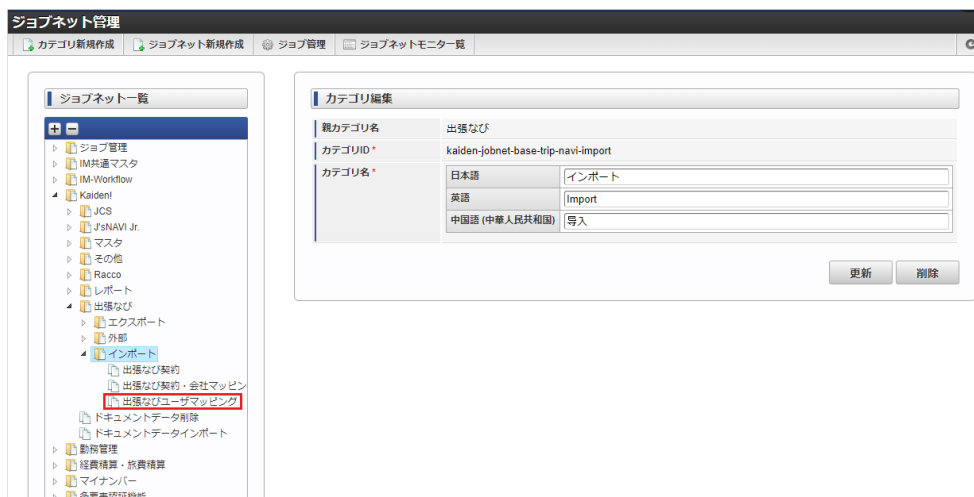 ジョブネット管理
カテゴリ新規作成 ジョブネット新規作成 ジョブ管理 ジョブネットモニター覧
ジョブネット一覧
ジョブ管理
IM共通マスタ
IM-Workflow
Kaiden!
JCS
J'sNAVI Jr.
マスタ
その他
Racco
レポート
出張なび
エクスポート
外部
インポート
出張なび契約
出張なび契約・会社マッピン
出張なびユーザマッピング
ドキュメントデータ削除
ドキュメントデータインポート
勤務管理
経費精算・旅費精算
マイナンバー
多要素認証機能
カテゴリ編集
親カテゴリ名 出張なび
カテゴリID * kaiden-jobnet-base-trip-navi-import
カテゴリ名 *
日本語 インポート
英語 Import
中国語 (中華人民共和国) 导入
更新 削除